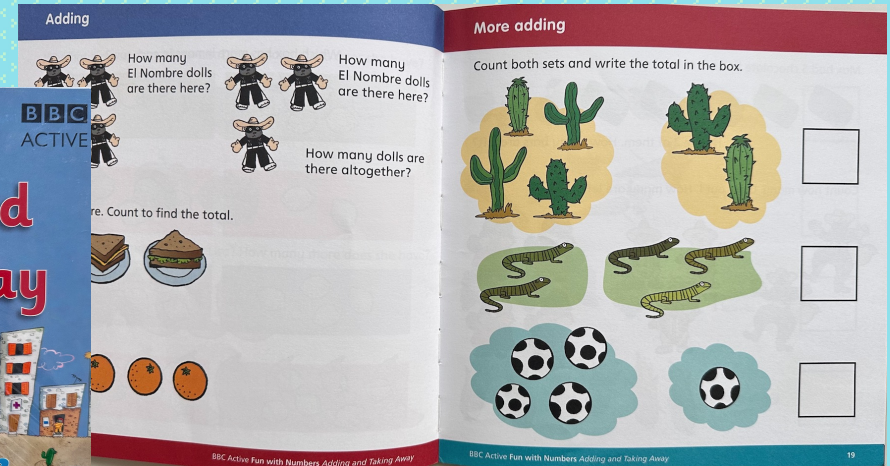 Adding
How many
El Nombre dolls
are there here?
How many
El Nombre dolls
are there here?
How many dolls are
there altogether?
re. Count to find the total.
BBC Active Fun with Numbers Adding and Taking Away
BBC
ACTIVE
d
ay
More adding
Count both sets and write the total in the box.
BBC Active Fun with Numbers Adding and Taking Away
19